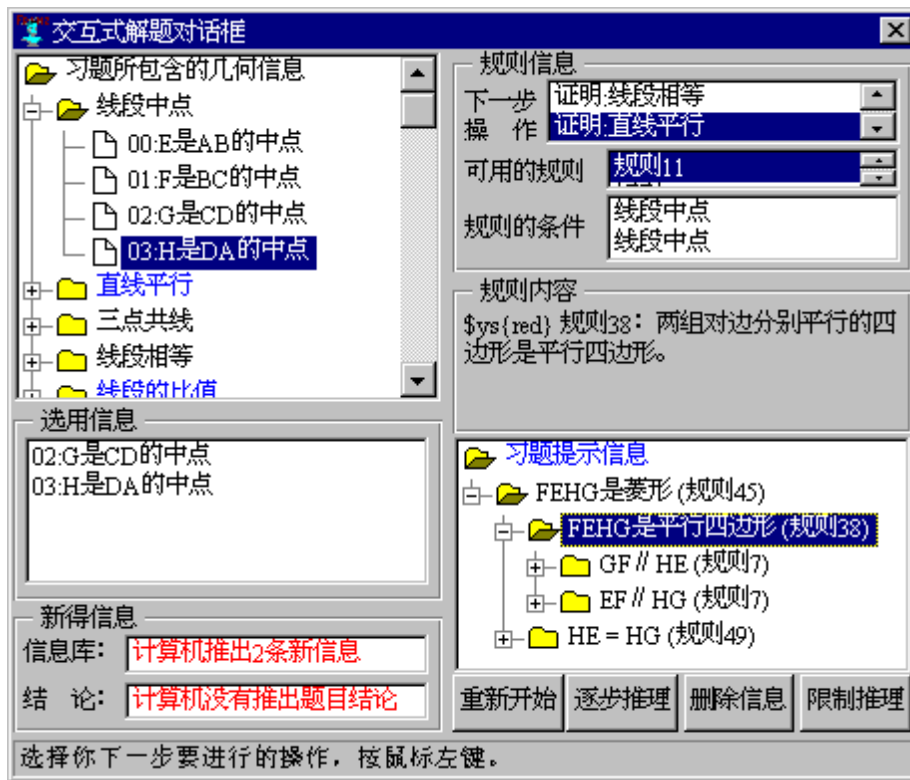 交互式解题对话框
习题所包含的几何信息
线段中点
00:E是AB的中点
01:F是BC的中点
02:G是CD的中点
03:H是DA的中点
直线平行
三点共线
线段相等
线段的比值
选用信息
02:G是CD的中点
03:H是DA的中点
新得信息
信息库: 计算机推出2条新信息
结 论: 计算机没有推出题目结论
规则信息
下一步 证明:线段相等
操 作 证明:直线平行
可用的规则 规则11
规则的条件 线段中点
线段中点
规则内容
$ys{red} 规则38：两组对边分别平行的四
边形是平行四边形。
习题提示信息
FEHG是菱形 (规则45)
FEHG是平行四边形 (规则38)
GF // HE (规则7)
EF // HG (规则7)
HE = HG (规则49)
重新开始 逐步推理 删除信息 限制推理
选择你下一步要进行的操作，按鼠标左键。